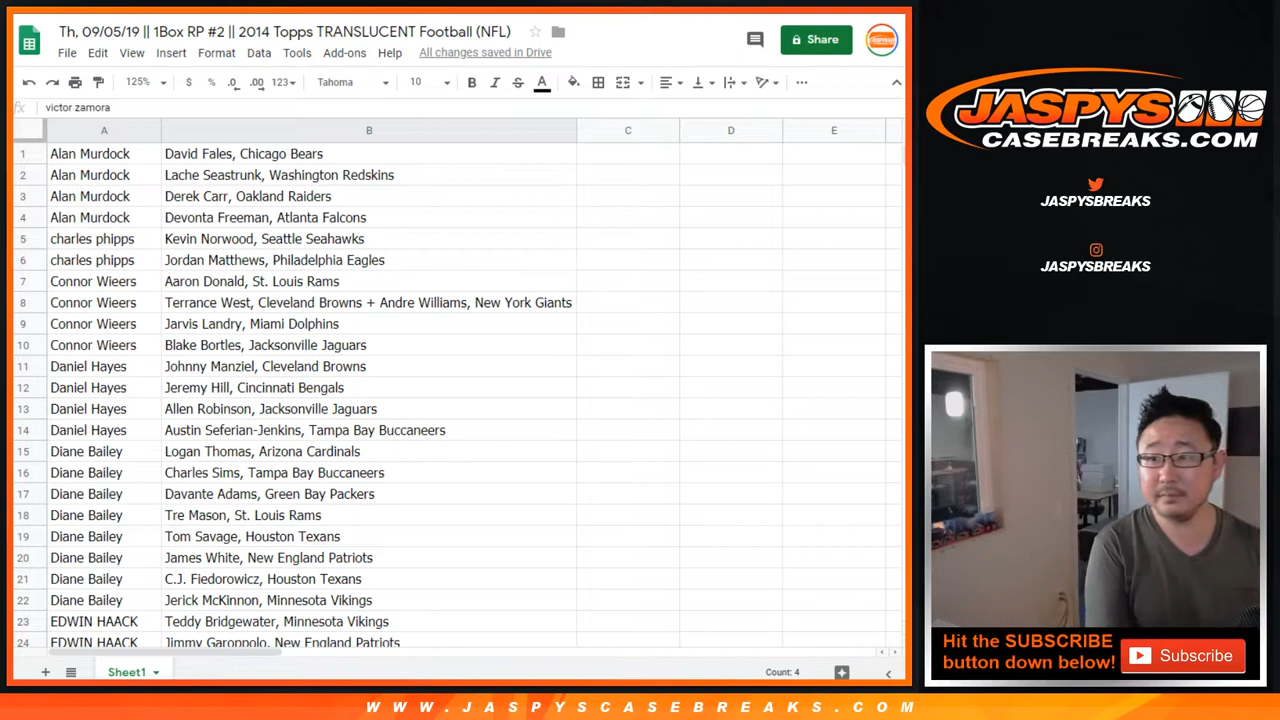 Th, 09/05/19 || 1Box RP #2 || 2014 Topps TRANSLUCENT Football (NFL)
File Edit View Insert Format Data Tools Add-ons Help All changes saved in Drive
Share
125% $ % .0 .00 123 Tahoma 10 B I S A
fx victor zamora
A B C D E
1 Alan Murdock David Fales, Chicago Bears
2 Alan Murdock Lache Seastrunk, Washington Redskins
3 Alan Murdock Derek Carr, Oakland Raiders
4 Alan Murdock Devonta Freeman, Atlanta Falcons
5 charles phipps Kevin Norwood, Seattle Seahawks
6 charles phipps Jordan Matthews, Philadelphia Eagles
7 Connor Wieers Aaron Donald, St. Louis Rams
8 Connor Wieers Terrance West, Cleveland Browns + Andre Williams, New York Giants
9 Connor Wieers Jarvis Landry, Miami Dolphins
10 Connor Wieers Blake Bortles, Jacksonville Jaguars
11 Daniel Hayes Johnny Manziel, Cleveland Browns
12 Daniel Hayes Jeremy Hill, Cincinnati Bengals
13 Daniel Hayes Allen Robinson, Jacksonville Jaguars
14 Daniel Hayes Austin Seferian-Jenkins, Tampa Bay Buccaneers
15 Diane Bailey Logan Thomas, Arizona Cardinals
16 Diane Bailey Charles Sims, Tampa Bay Buccaneers
17 Diane Bailey Davante Adams, Green Bay Packers
18 Diane Bailey Tre Mason, St. Louis Rams
19 Diane Bailey Tom Savage, Houston Texans
20 Diane Bailey James White, New England Patriots
21 Diane Bailey C.J. Fiedorowicz, Houston Texans
22 Diane Bailey Jerick McKinnon, Minnesota Vikings
23 EDWIN HAACK Teddy Bridgewater, Minnesota Vikings
24 EDWIN HAACK Jimmy Garoppolo, New England Patriots
Sheet1
Count: 4
JASPYS
CASEBREAKS.COM
JASPYSBREAKS
JASPYSBREAKS
Hit the SUBSCRIBE
button down below!
Subscribe
WWW.JASPYSCASEBREAKS.COM